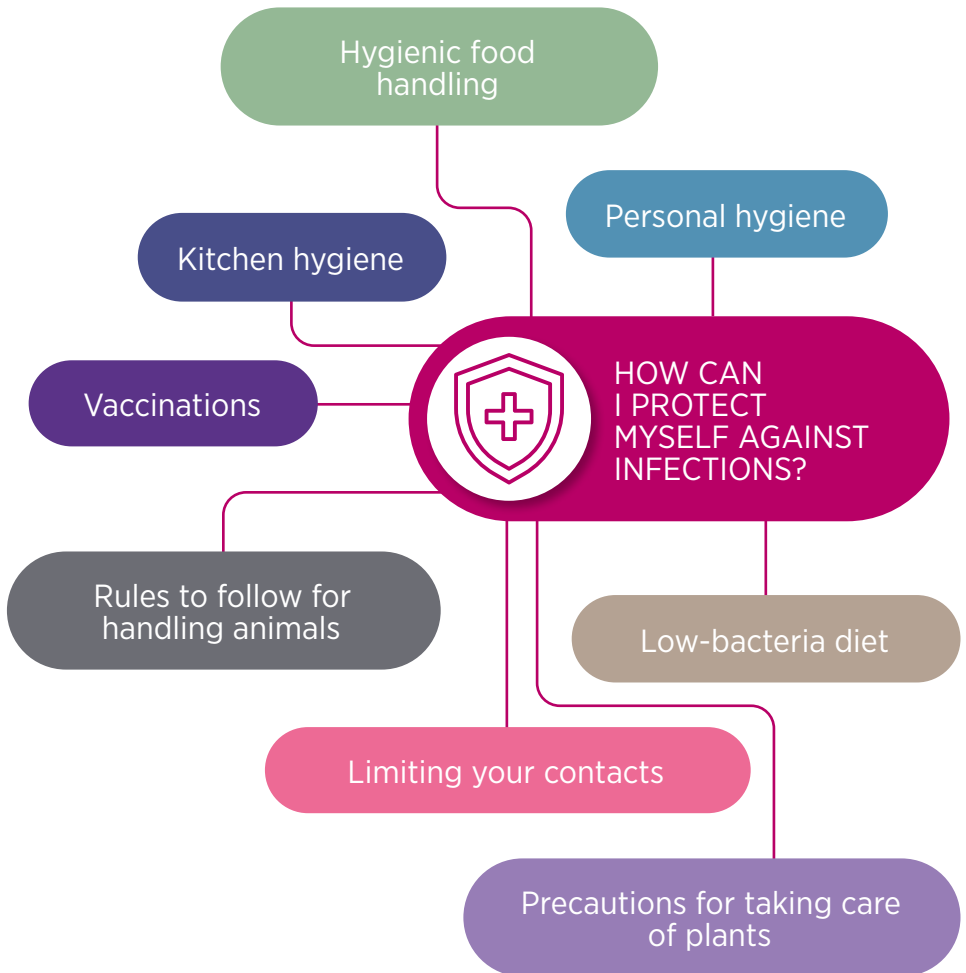 Hygienic food
handling
Personal hygiene
Kitchen hygiene
HOW CAN
I PROTECT
MYSELF AGAINST
INFECTIONS?
Vaccinations
Rules to follow for
handling animals
Low-bacteria diet
Limiting your contacts
Precautions for taking care
of plants